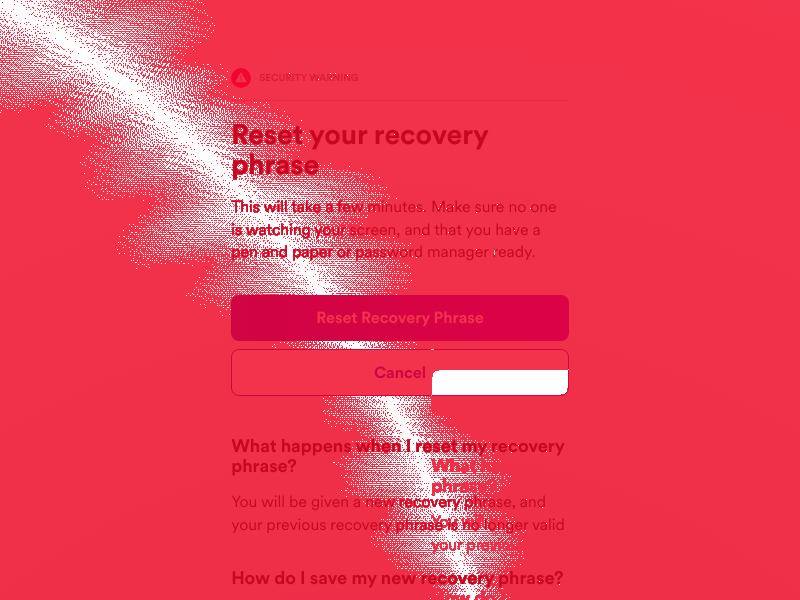 SECURITY WARNING
Reset your recovery
phrase
This will take a few minutes. Make sure no one
is watching your screen, and that you have a
pen and paper or password manager ready.
Reset Recovery Phrase
Cancel
What happens when I reset my recovery
phrase?
You will be given a new recovery phrase, and
your previous recovery phrase is no longer valid
How do I save my new recovery phrase?